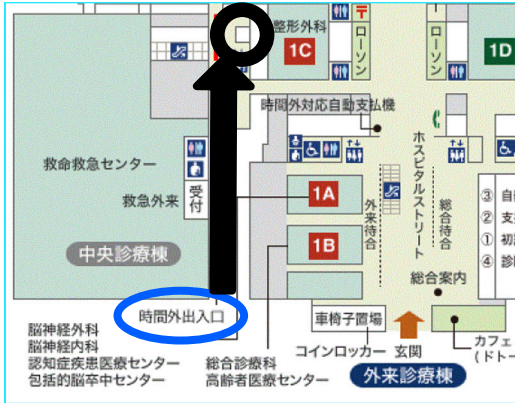 整形外科
1C
〒
ローソン
ローソン
1D
時間外対応自動支払機
救命救急センター
救急外来
受付
中央診療棟
1A
1B
外来待合
ホスピタルストリート
総合待合
③ 自
② 支
① 初
④ 診
総合案内
時間外出入口
脳神経外科
脳神経内科
認知症疾患医療センター
包括的脳卒中センター
総合診療科
高齢者医療センター
車椅子置場
コインロッカー
玄関
外来診療棟
カフェ
(ドトー